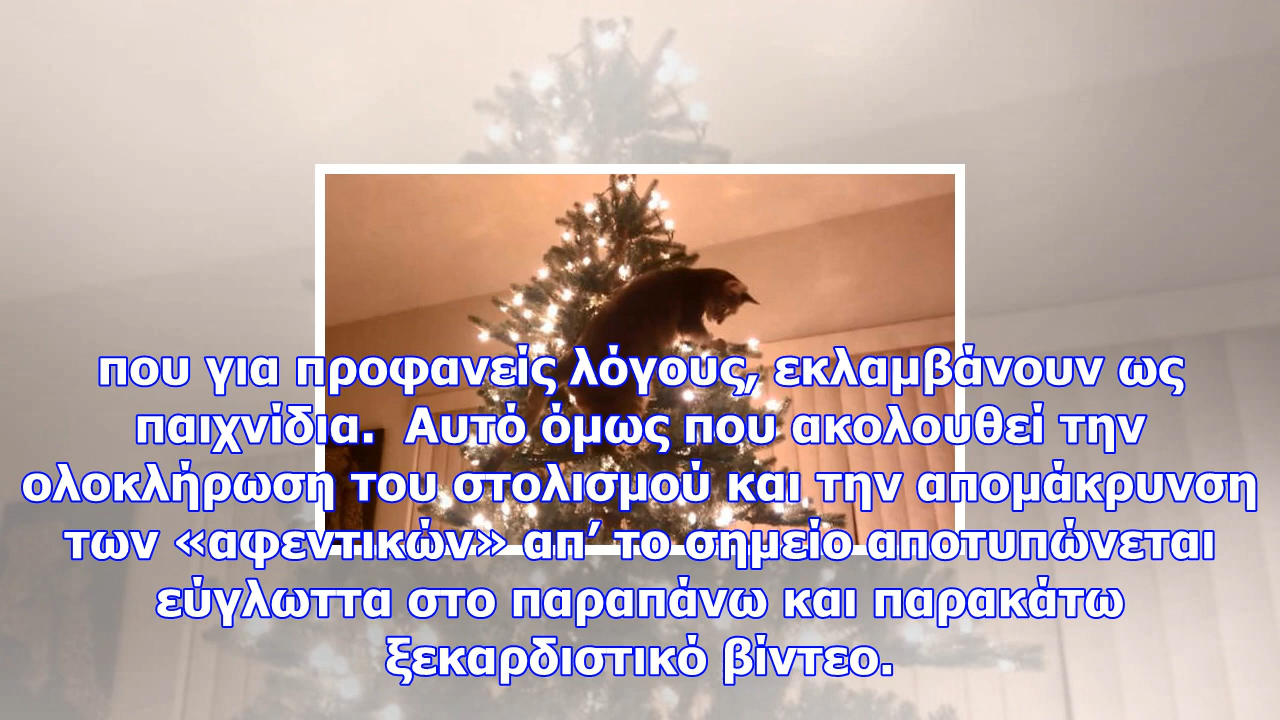 που για προφανείς λόγους, εκλαμβάνουν ως
παιχνίδια.  Αυτό όμως που ακολουθεί την
ολοκλήρωση του στολισμού και την απομάκρυνση
των «αφεντικών» απ’ το σημείο αποτυπώνεται
εύγλωττα στο παραπάνω και παρακάτω
ξεκαρδιστικό βίντεο.